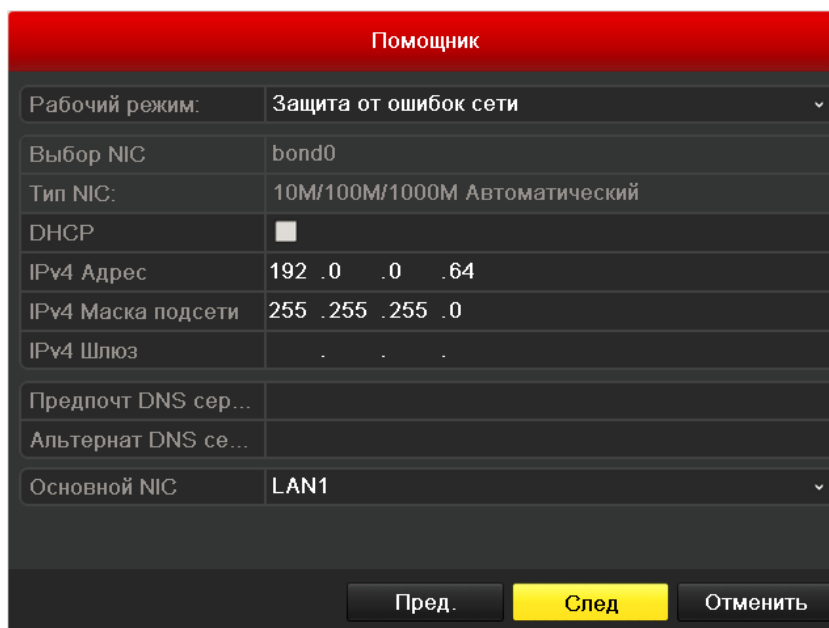 Помощник
Рабочий режим: Защита от ошибок сети
Выбор NIC bond0
Тип NIC: 10M/100M/1000M Автоматический
DHCP
IPv4 Адрес 192 .0 .0 .64
IPv4 Маска подсети 255 .255 .255 .0
IPv4 Шлюз . . .
Предпочт DNS сер...
Альтернат DNS се...
Основной NIC LAN1
Пред. След Отменить